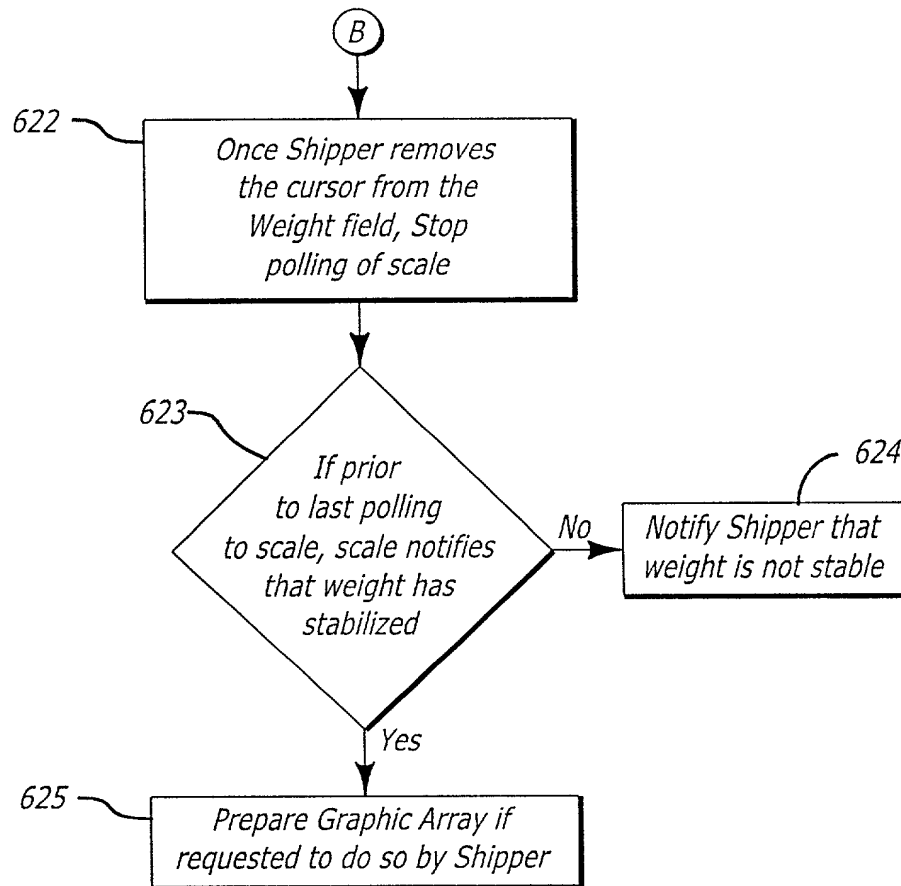 B
622
Once Shipper removes
the cursor from the
Weight field, Stop
polling of scale
623
If prior
to last polling
to scale, scale notifies
that weight has
stabilized
No
624
Notify Shipper that
weight is not stable
Yes
625
Prepare Graphic Array if
requested to do so by Shipper